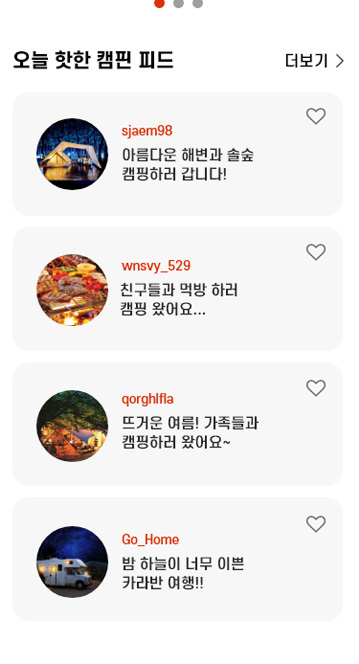 오늘 핫한 캠핀 피드
더보기
sjaem98
아름다운 해변과 솔숲
캠핑하러 갑니다!
wnsvy_529
친구들과 먹방 하러
캠핑 왔어요...
qorghlfla
뜨거운 여름! 가족들과
캠핑하러 왔어요~
Go_Home
밤 하늘이 너무 이쁜
카라반 여행!!